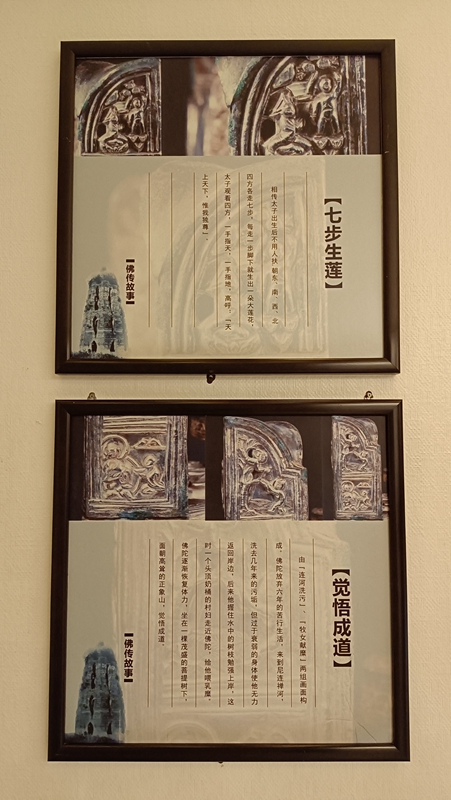 【七步生莲】
相传太子出生后不用人扶，朝东、南、西、北
四方各走七步，每走一步脚下就生出一朵大莲花，
太子观看四方，一手指天，一手指地，高呼：“天
上天下，惟我独尊”。
【佛传故事】
【觉悟成道】
由「连河洗污」、「牧女献糜」两组画面构
成。佛陀放弃六年的苦行生活，来到尼连禅河，
洗去几年来的污垢，但过于衰弱的身体使他无力
返回岸边，后来他握住水中的树枝勉强上岸，这
时一个头顶奶桶的村妇走近佛陀，给他喂乳糜，
佛陀逐渐恢复体力，坐在一棵茂盛的菩提树下，
面朝高耸的正象山，觉悟成道。
【佛传故事】